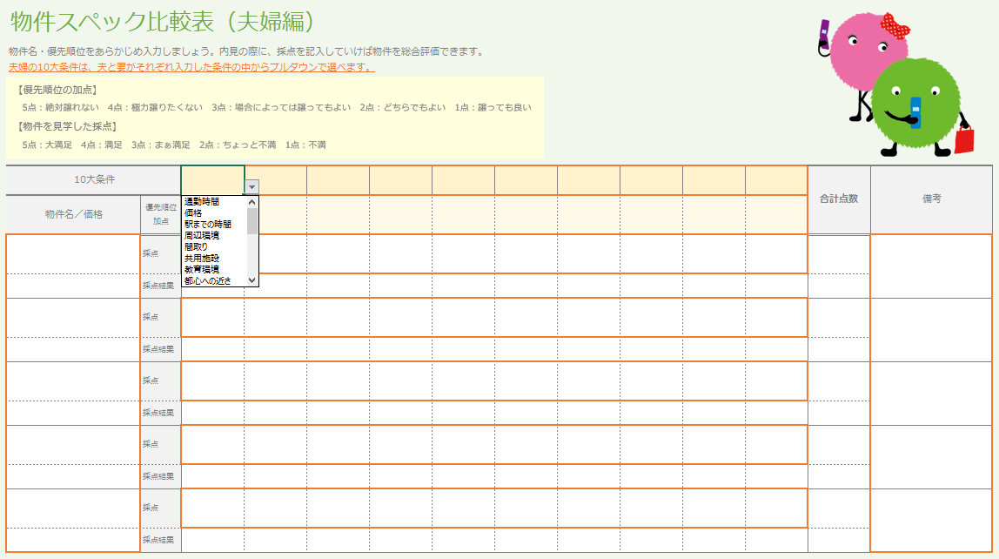 物件スペック比較表（夫婦編）
物件名・優先順位をあらかじめ入力しましょう。内見の際に、採点を記入していけば物件を総合評価できます。
夫婦の10大条件は、夫と妻がそれぞれ入力した条件の中からプルダウンで選べます。
【優先順位の加点】
5点：絶対譲れない　4点：極力譲りたくない　3点：場合によっては譲ってもよい　2点：どちらでもよい　1点：譲っても良い
【物件を見学した採点】
5点：大満足　4点：満足　3点：まぁ満足　2点：ちょっと不満　1点：不満
10大条件
合計点数
備考
物件名／価格
優先順位
加点
通勤時間
価格
駅までの時間
周辺環境
間取り
共用施設
教育環境
都心への近さ
採点
採点結果
採点
採点結果
採点
採点結果
採点
採点結果
採点
採点結果